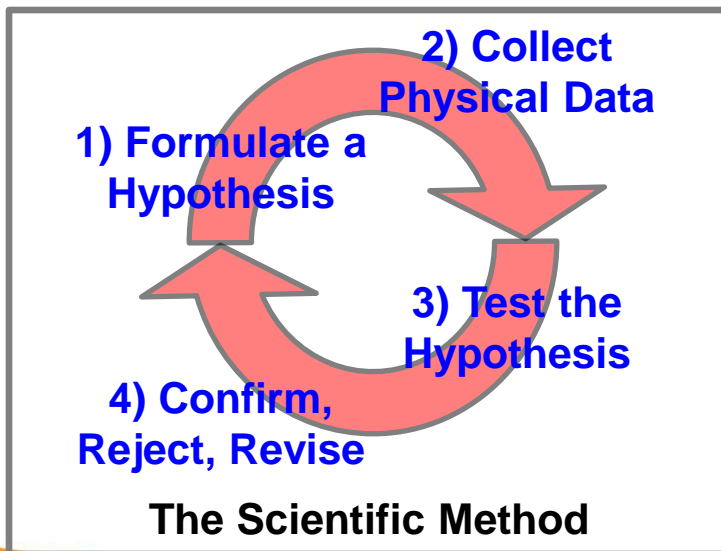 1) Formulate a
Hypothesis
2) Collect
Physical Data
3) Test the
Hypothesis
4) Confirm,
Reject, Revise
The Scientific Method